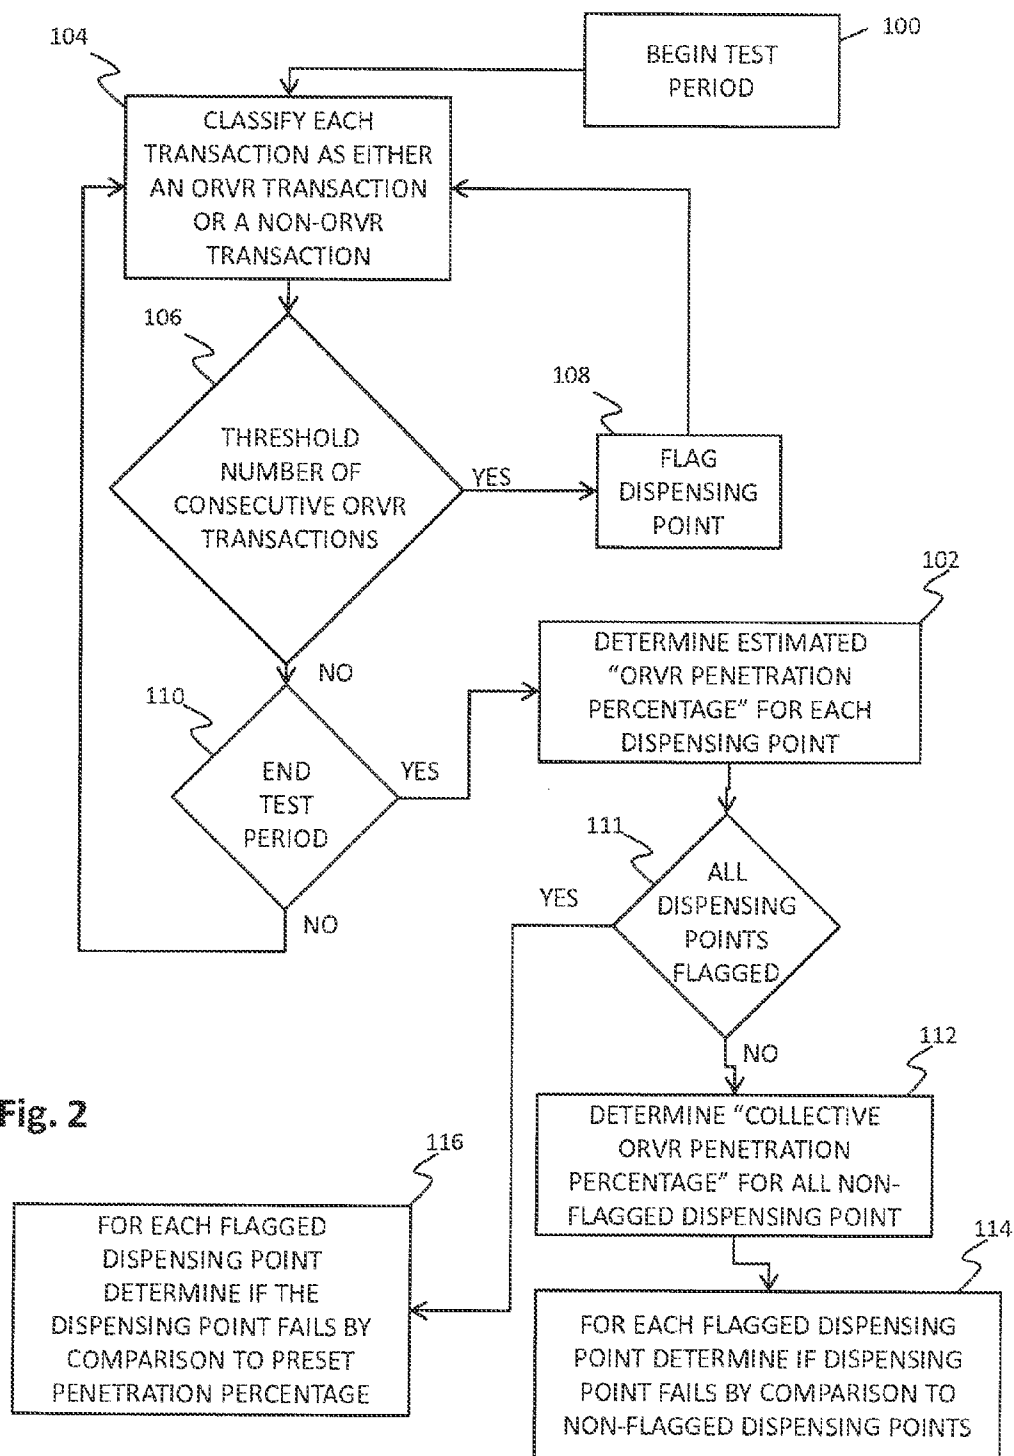 100
BEGIN TEST
PERIOD
104
CLASSIFY EACH
TRANSACTION AS EITHER
AN ORVR TRANSACTION
OR A NON-ORVR
TRANSACTION
106
THRESHOLD
NUMBER OF
CONSECUTIVE ORVR
TRANSACTIONS
YES
108
FLAG
DISPENSING
POINT
NO
110
END
TEST
PERIOD
YES
NO
102
DETERMINE ESTIMATED
“ORVR PENETRATION
PERCENTAGE” FOR EACH
DISPENSING POINT
111
ALL
DISPENSING
POINTS
FLAGGED
YES
NO
112
DETERMINE “COLLECTIVE
ORVR PENETRATION
PERCENTAGE” FOR ALL NON-
FLAGGED DISPENSING POINT
Fig. 2
116
FOR EACH FLAGGED
DISPENSING POINT
DETERMINE IF THE
DISPENSING POINT FAILS BY
COMPARISON TO PRESET
PENETRATION PERCENTAGE
114
FOR EACH FLAGGED DISPENSING
POINT DETERMINE IF DISPENSING
POINT FAILS BY COMPARISON TO
NON-FLAGGED DISPENSING POINTS